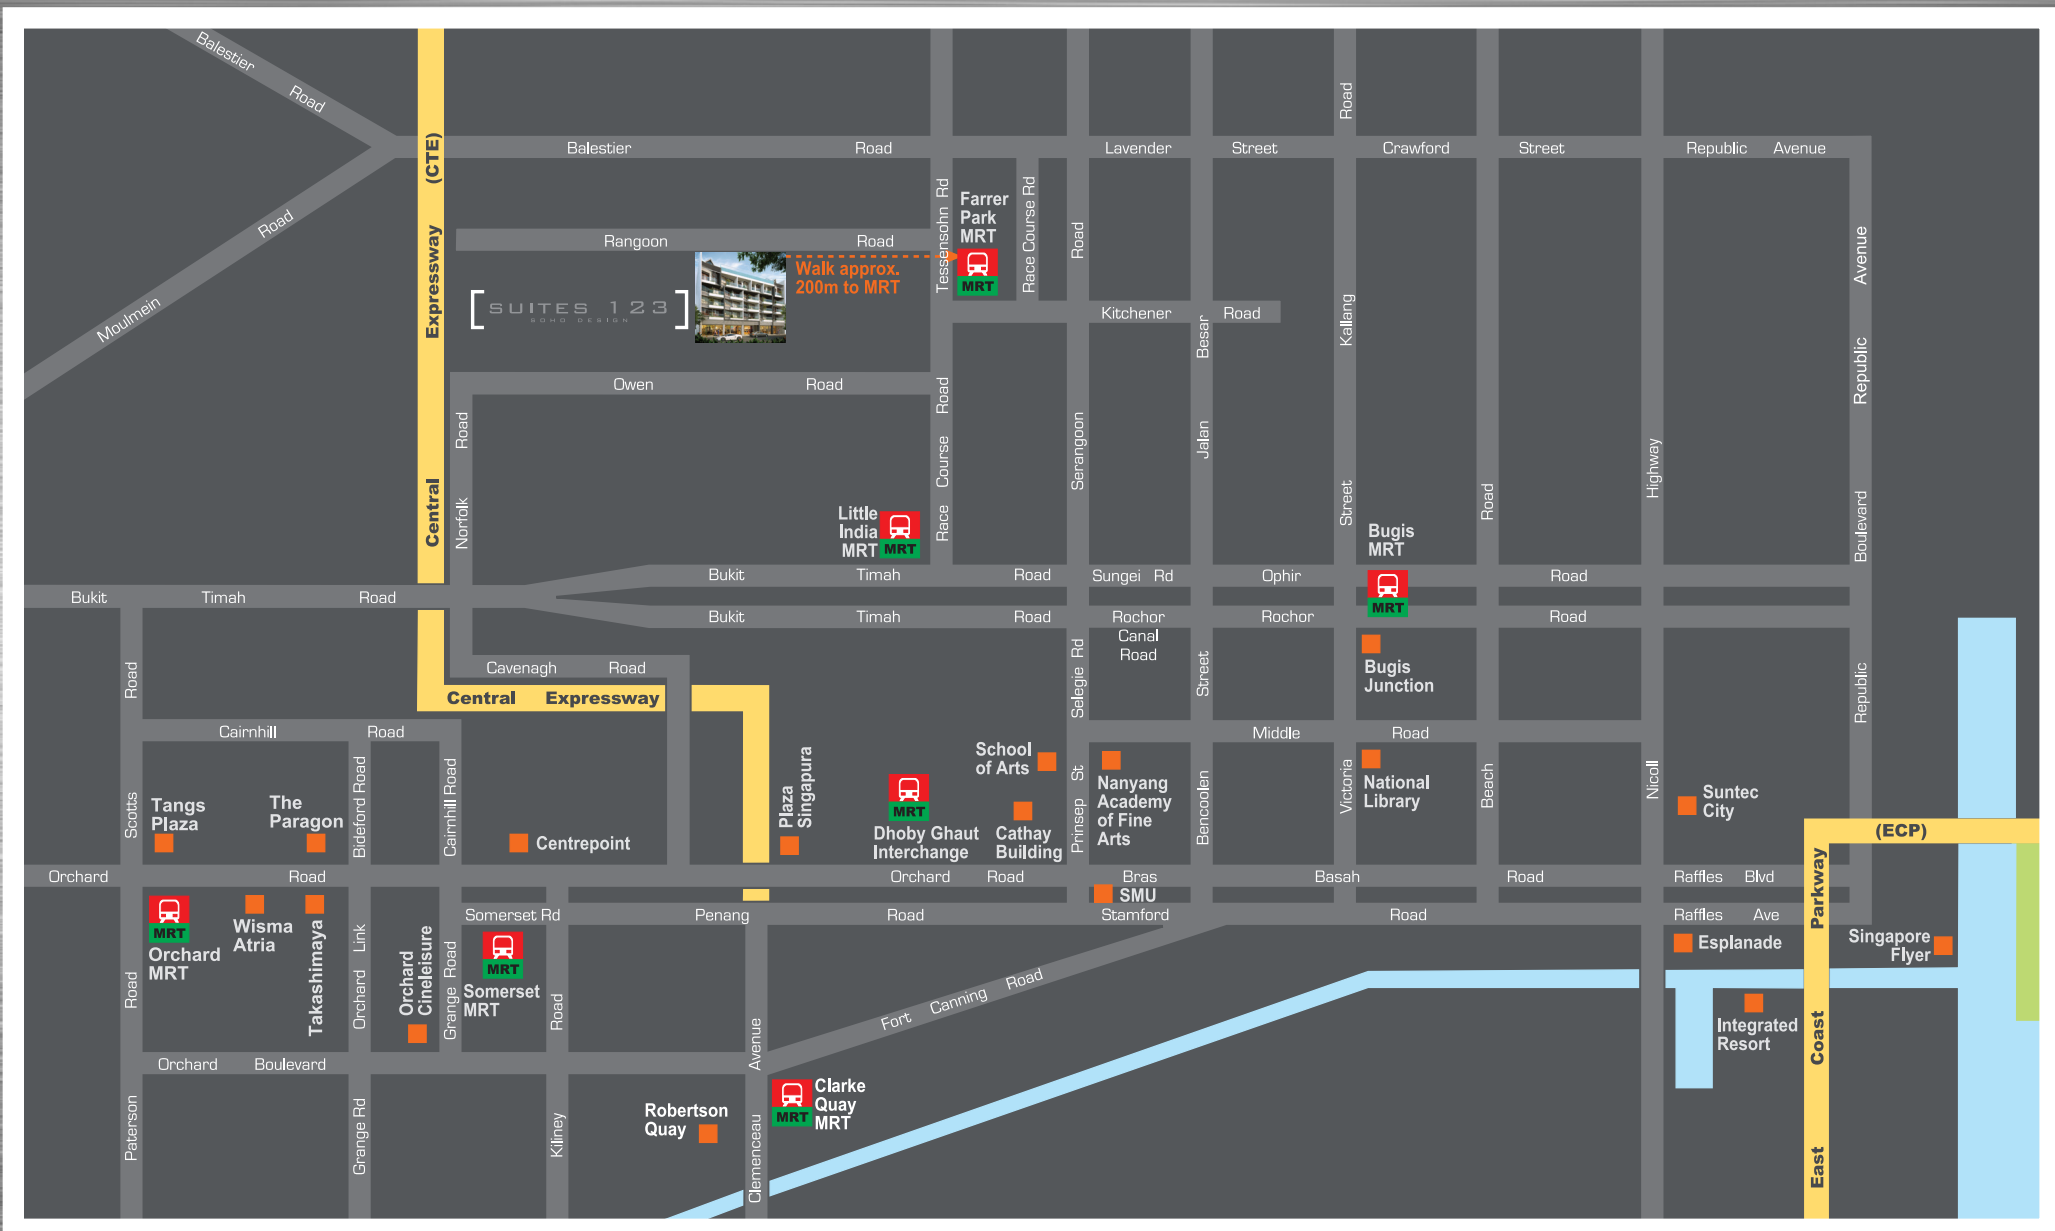 Balestier Road
Moulmein Road
Central Expressway (CTE)
Balestier Road
Lavender Street
Crawford Street
Republic Avenue
Rangoon Road
Tessensohn Rd
Farrer
Park
MRT
MRT
Race Course Rd
Walk approx.
200m to MRT
[SUITES 123]
SOHO DESIGN
Kitchener Road
Serangoon Road
Jalan Besar
Kallang Road
Republic Avenue
Owen Road
Norfolk Road
Race Course Road
Little
India
MRT
MRT
Victoria Street
Beach Road
Nicoll Highway
Republic Boulevard
Bugis
MRT
MRT
Bukit Timah Road
Bukit Timah Road
Sungei Rd
Ophir Road
Bukit Timah Road
Rochor
Canal
Road
Rochor Road
Cavenagh Road
Central Expressway
Selegie Rd
Prinsep St
Bencoolen Street
Bugis
Junction
Middle Road
Scotts Road
Cairnhill Road
Bideford Road
Cairnhill Road
Tangs
Plaza
The
Paragon
Centrepoint
Plaza
Singapura
MRT
Dhoby Ghaut
Interchange
School
of Arts
Cathay
Building
Nanyang
Academy
of Fine
Arts
National
Library
Suntec
City
(ECP)
East Coast Parkway
Orchard Road
Orchard Road
Bras Basah Road
Raffles Blvd
SMU
MRT
Orchard
MRT
Wisma
Atria
Takashimaya
Orchard Link
Orchard
Cineleisure
Grange Road
Somerset Rd
MRT
Somerset
MRT
Penang Road
Stamford Road
Raffles Ave
Esplanade
Singapore
Flyer
Integrated
Resort
Fort Canning Road
Orchard Boulevard
Paterson Road
Grange Rd
Kiliney Road
Clemenceau Avenue
Robertson
Quay
MRT
Clarke
Quay
MRT